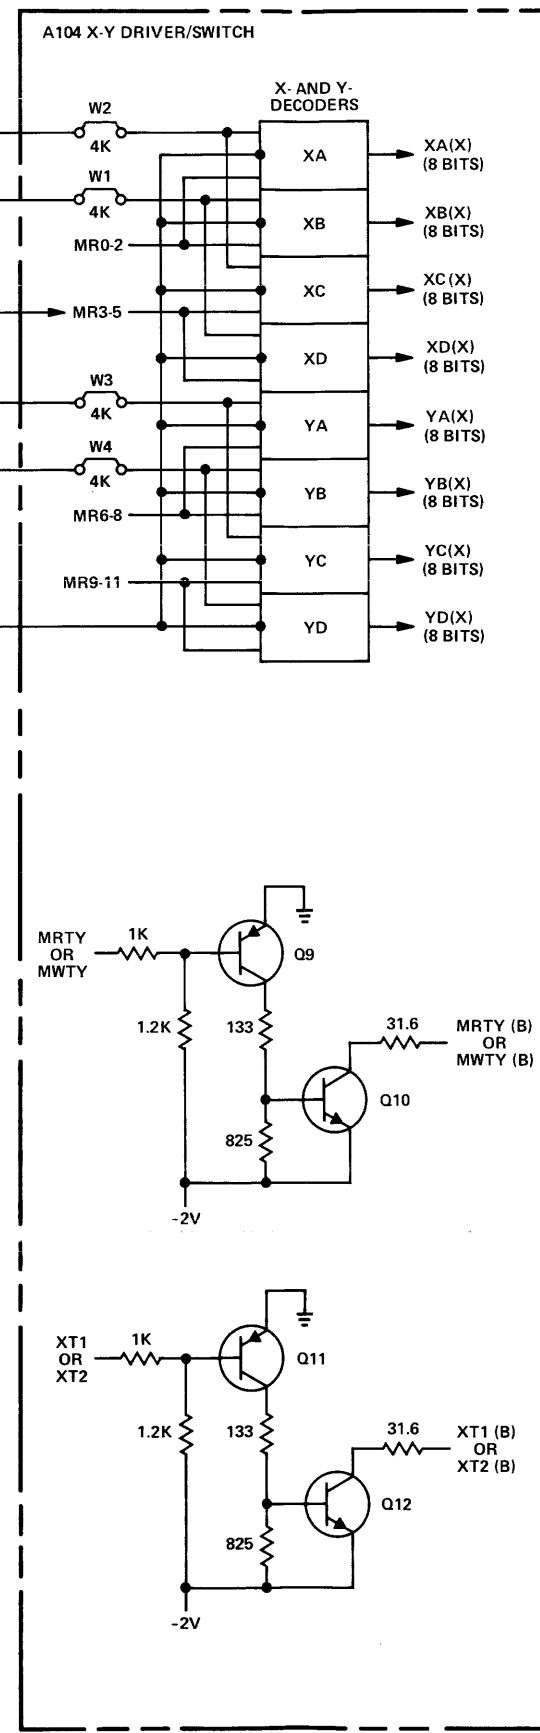 A104 X-Y DRIVER/SWITCH
X- AND Y-
DECODERS
W2
4K
XA
XA(X)
(8 BITS)
W1
4K
XB
XB(X)
(8 BITS)
MR0-2
XC
XC(X)
(8 BITS)
MR3-5
XD
XD(X)
(8 BITS)
W3
4K
YA
YA(X)
(8 BITS)
W4
4K
YB
YB(X)
(8 BITS)
MR6-8
YC
YC(X)
(8 BITS)
MR9-11
YD
YD(X)
(8 BITS)
MRTY
OR
MWTY
1K
Q9
1.2K
133
31.6
MRTY (B)
OR
MWTY (B)
Q10
825
-2V
XT1
OR
XT2
1K
Q11
1.2K
133
31.6
XT1 (B)
OR
XT2 (B)
Q12
825
-2V